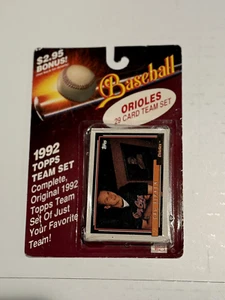 $2.95
BONUS!
Baseball
ORIOLES
29 CARD TEAM SET
1992
TOPPS
TEAM SET
Complete,
Original 1992
Topps Team
Set Of Just
Your Favorite
Team!
Topps